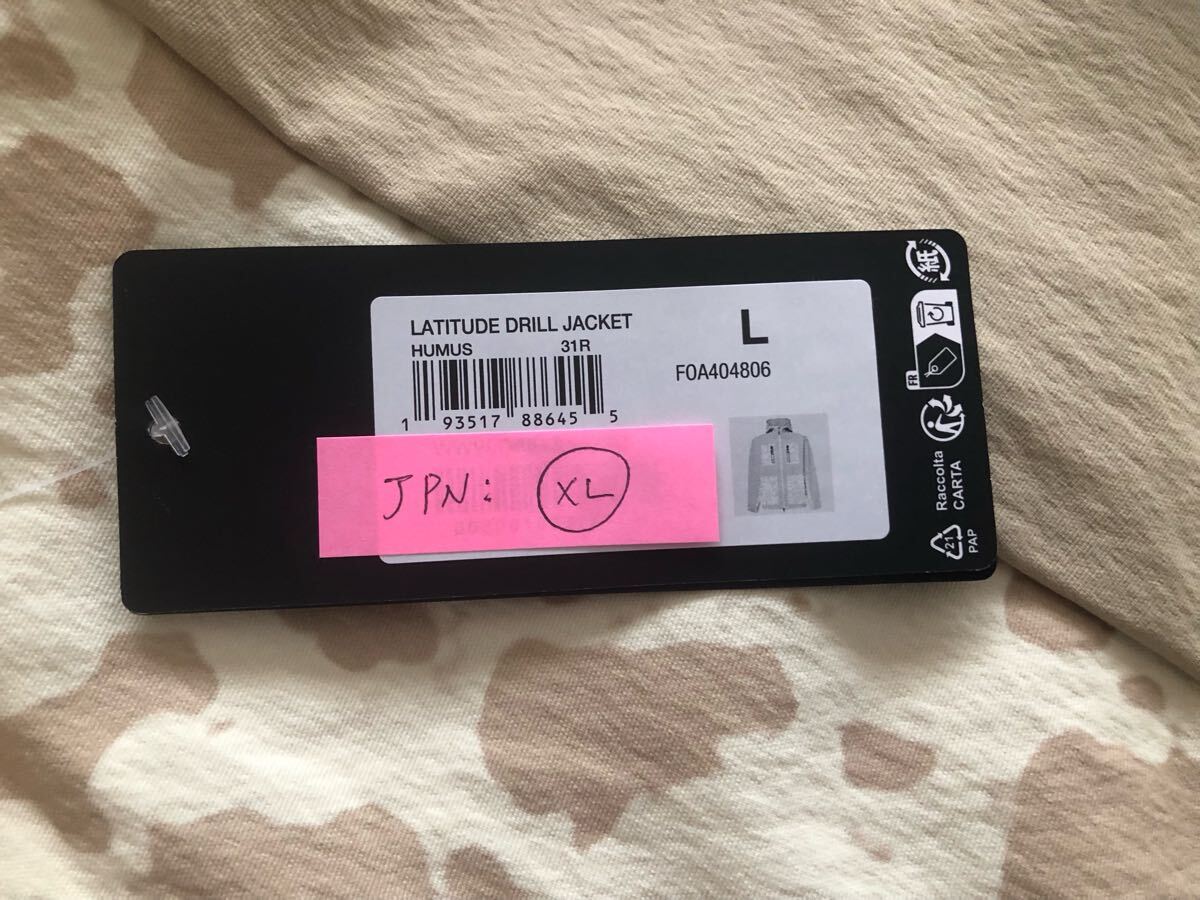 LATITUDE DRILL JACKET
HUMUS 31R
L
F0A404806
1 93517 88645 5
JPN: XL
紙
FR
Raccolta
CARTA
21
PAP